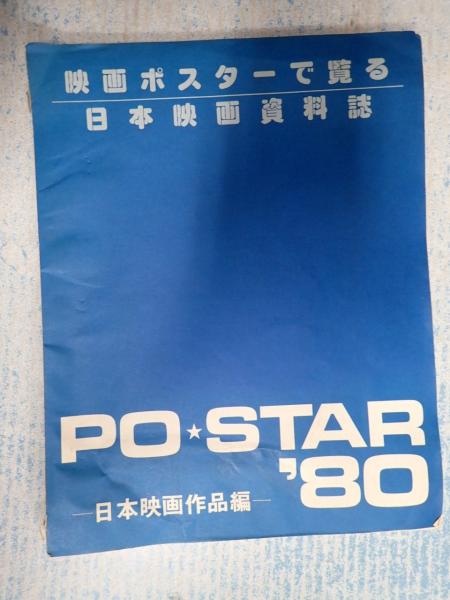 映画ポスターで覧る
日本映画資料誌
PO★STAR
'80
—日本映画作品編—